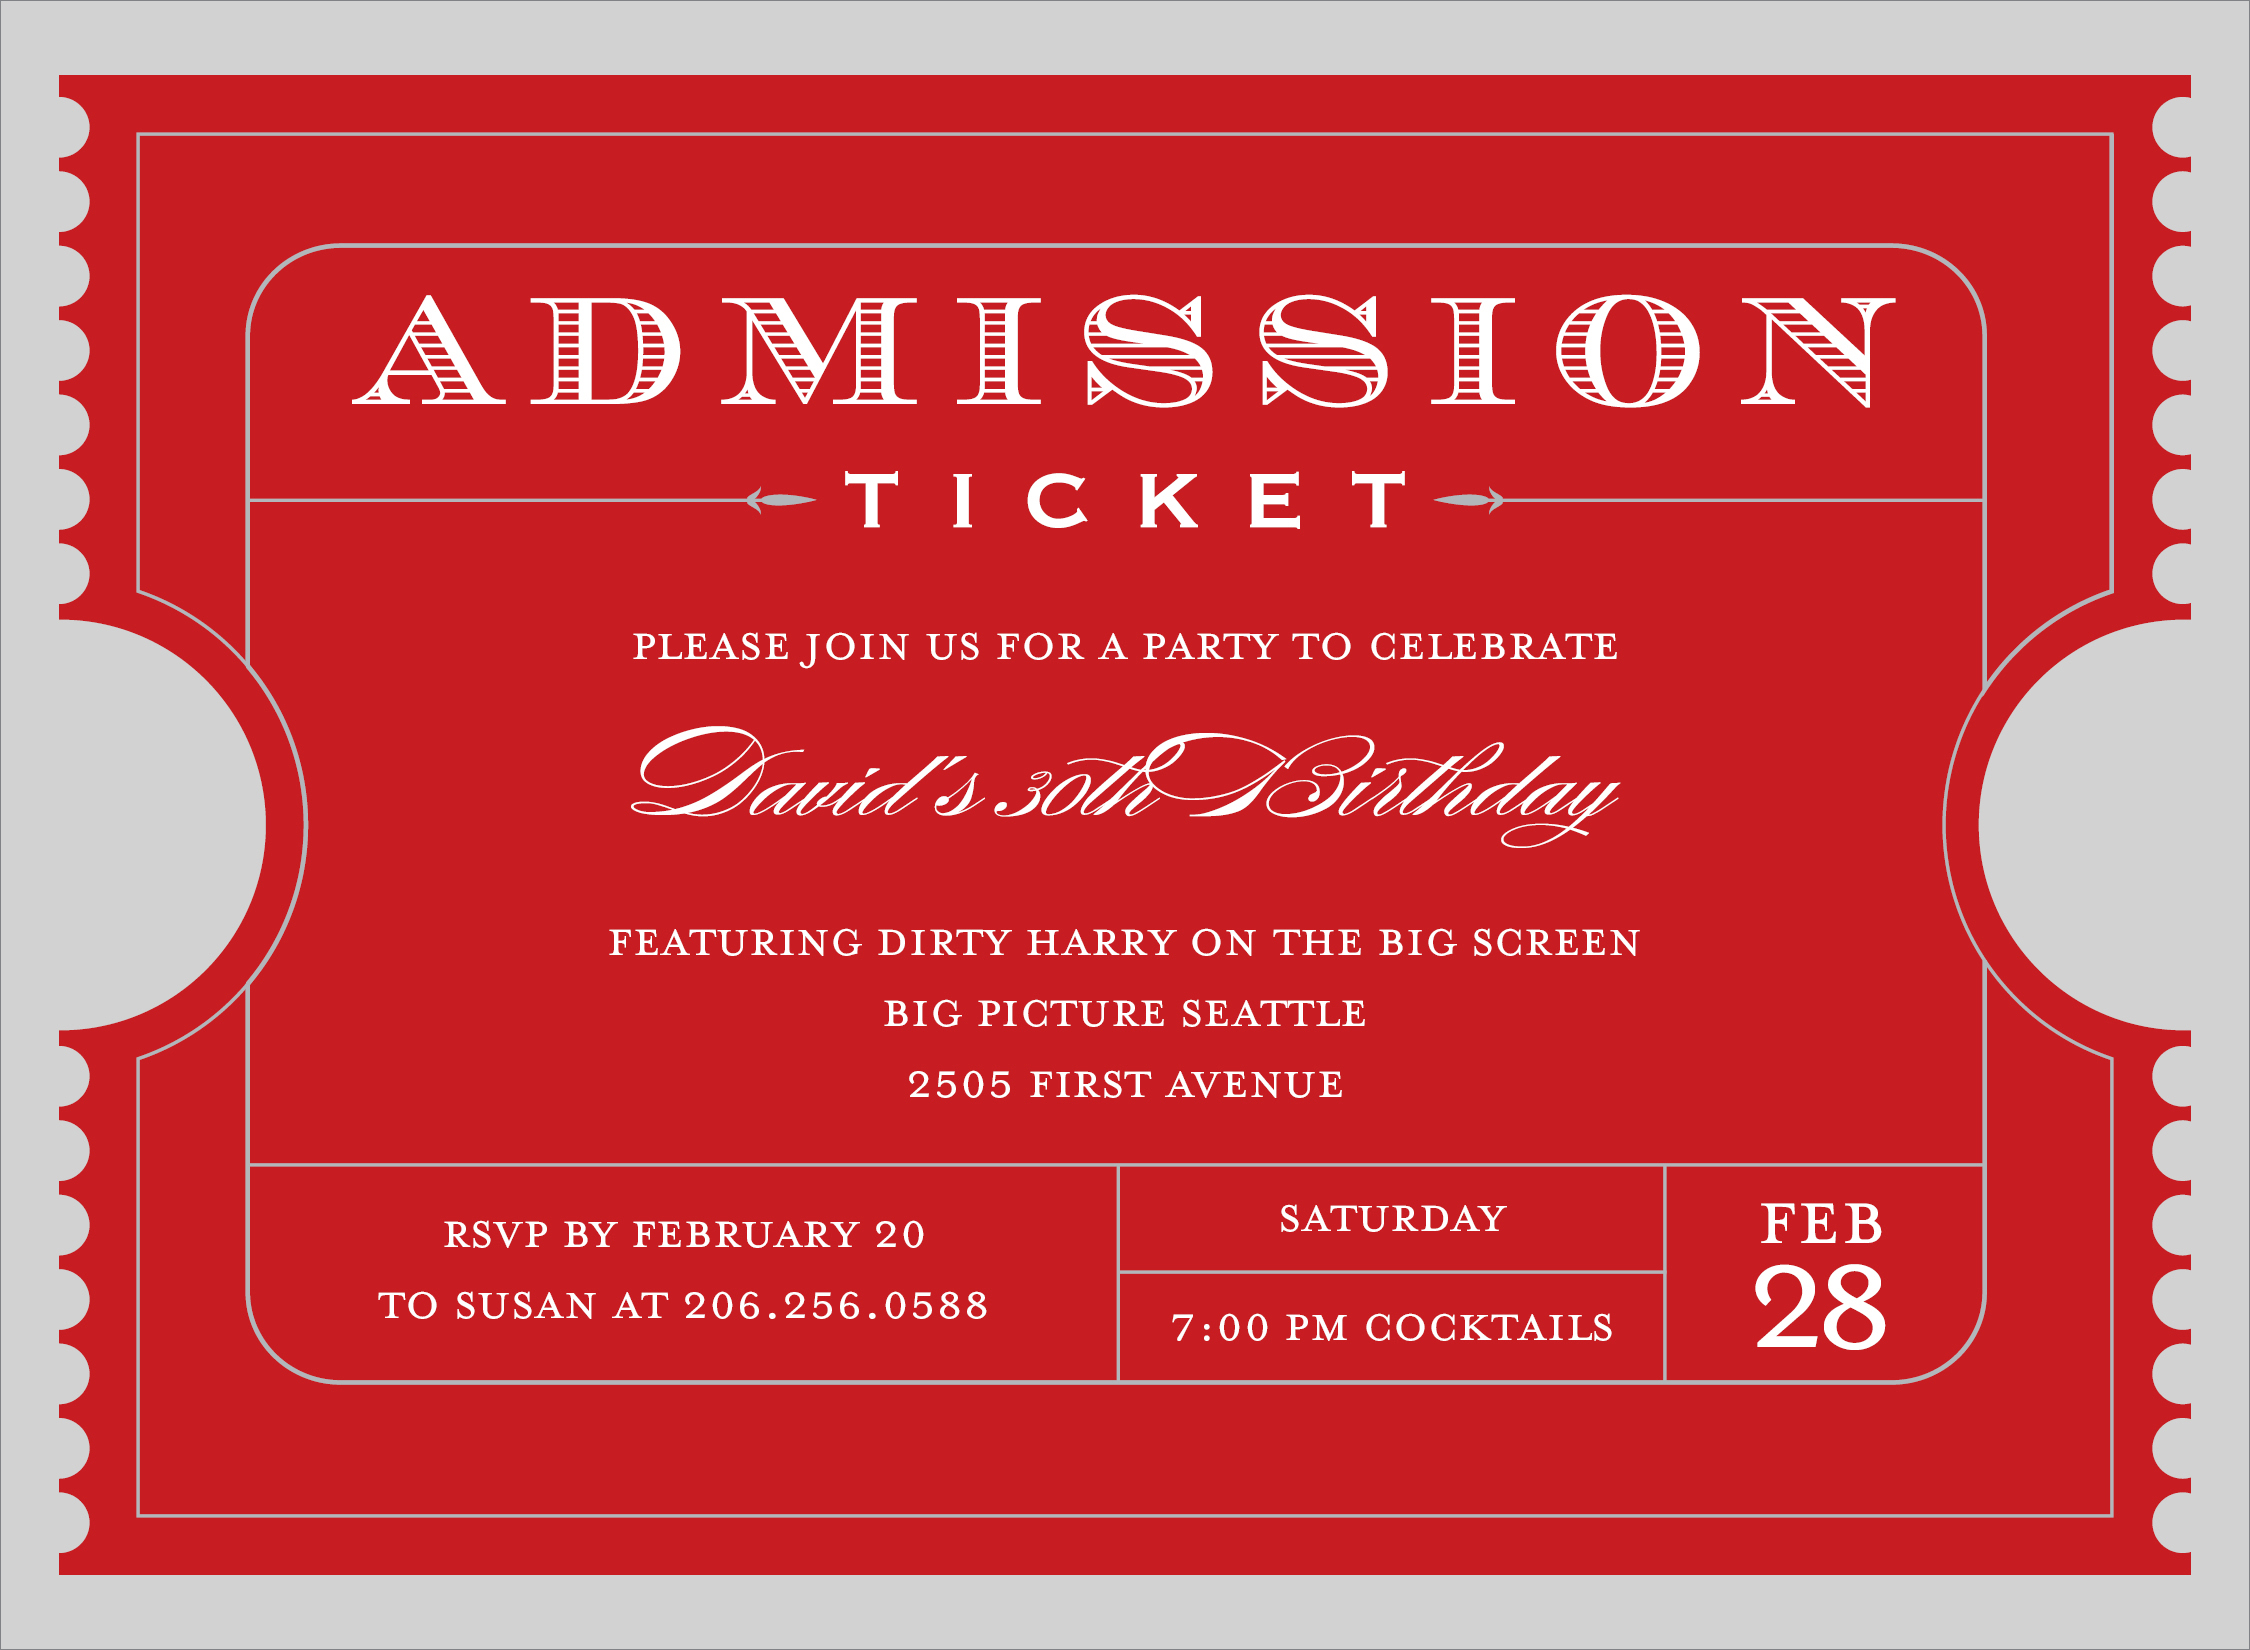 ADMISSION
TICKET
PLEASE JOIN US FOR A PARTY TO CELEBRATE
David's 30th Birthday
FEATURING DIRTY HARRY ON THE BIG SCREEN
BIG PICTURE SEATTLE
2505 FIRST AVENUE
RSVP BY FEBRUARY 20
TO SUSAN AT 206.256.0588
SATURDAY
7:00 PM COCKTAILS
FEB
28